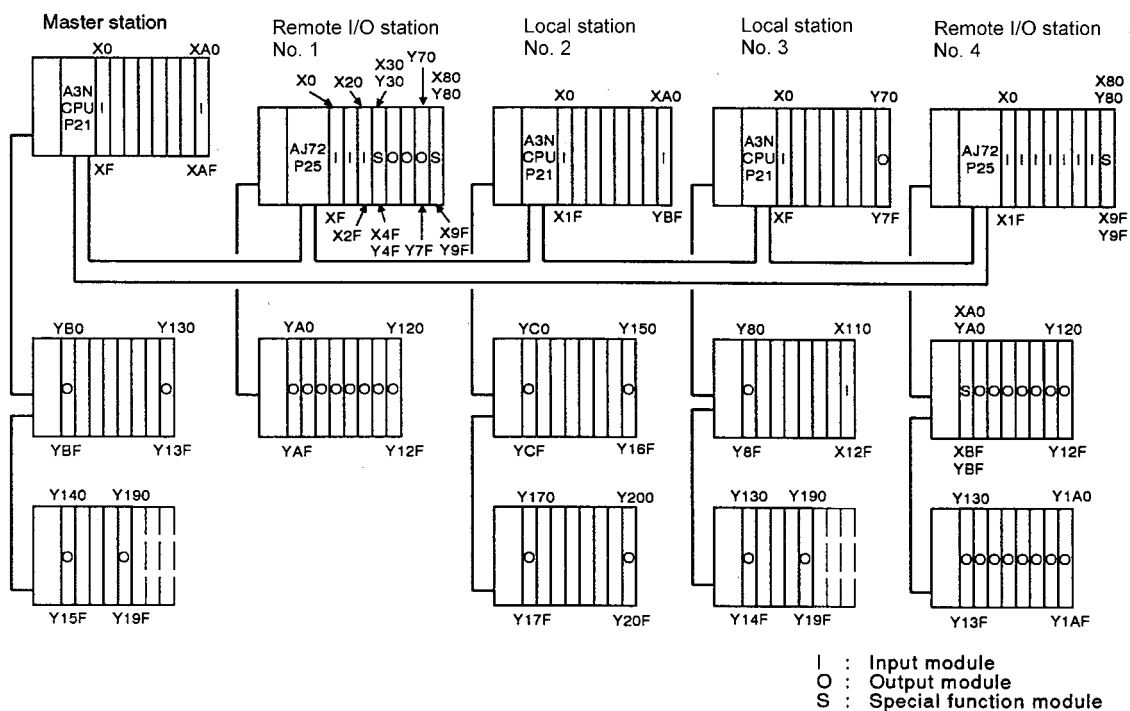 Master station
Remote I/O station
No. 1
Local station
No. 2
Local station
No. 3
Remote I/O station
No. 4
X0 XA0
A3N
CPU
P21
I I
XF XAF
X0 X20 X30
Y30 Y70 X80
Y80
AJ72
P25
I I I S O O O S
XF X2F X4F
Y4F Y7F X9F
Y9F
X0 XA0
A3N
CPU
P21
I I
X1F YBF
X0 Y70
A3N
CPU
P21
I O
XF Y7F
X0 X80
Y80
AJ72
P25
I I I I I I I S
X1F X9F
Y9F
YB0 Y130
O O
YBF Y13F
YA0 Y120
O O O O O O O O
YAF Y12F
YC0 Y150
O O
YCF Y16F
Y80 X110
O I
Y8F X12F
XA0
YA0 Y120
S O O O O O O O
XBF
YBF Y12F
Y140 Y190
O O
Y15F Y19F
Y170 Y200
O O
Y17F Y20F
Y130 Y190
O O
Y14F Y19F
Y130 Y1A0
O O O O O O O O
Y13F Y1AF
I : Input module
O : Output module
S : Special function module